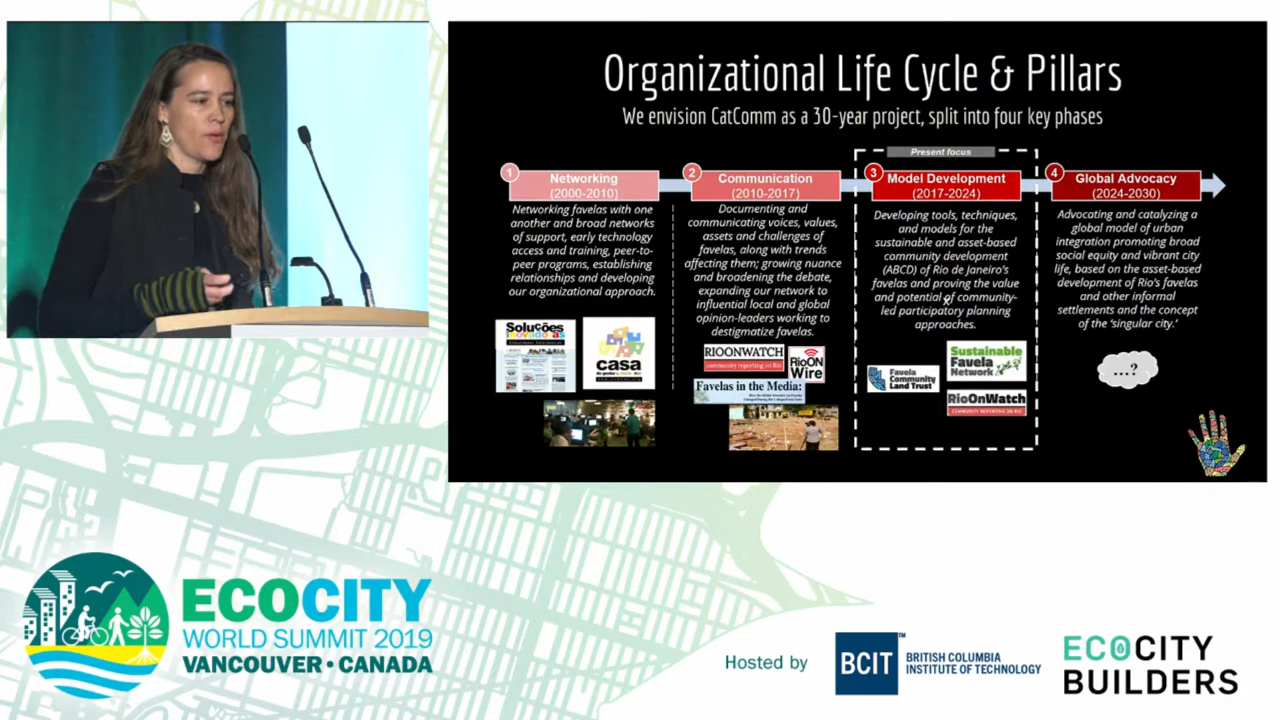 Organizational Life Cycle & Pillars
We envision CatComm as a 30-year project, split into four key phases
Present focus
1
Networking
(2000-2010)
Networking favelas with one
another and broad networks
of support, early technology
access and training, peer-to-
peer programs, establishing
relationships and developing
our organizational approach.
Soluções
casa
2
Communication
(2010-2017)
Documenting and
communicating voices, values,
assets and challenges of
favelas, along with trends
affecting them; growing nuance
and broadening the debate,
expanding our network to
influential local and global
opinion-leaders working to
destigmatize favelas.
RIOONWATCH
community reporting on Rio
RioON
Wire
Favelas in the Media:
3
Model Development
(2017-2024)
Developing tools, techniques,
and models for the
sustainable and asset-based
community development
(ABCD) of Rio de Janeiro's
favelas and proving the value
and potential of community-
led participatory planning
approaches.
Favela
Community
Land Trust
Sustainable
Favela
Network
RioOnWatch
COMMUNITY REPORTING ON RIO
4
Global Advocacy
(2024-2030)
Advocating and catalyzing a
global model of urban
integration promoting broad
social equity and vibrant city
life, based on the asset-based
development of Rio's favelas
and other informal
settlements and the concept
of the 'singular city.'
...?
ECOCITY
WORLD SUMMIT 2019
VANCOUVER • CANADA
Hosted by
BCIT™
BRITISH COLUMBIA
INSTITUTE OF TECHNOLOGY
ECOCITY
BUILDERS